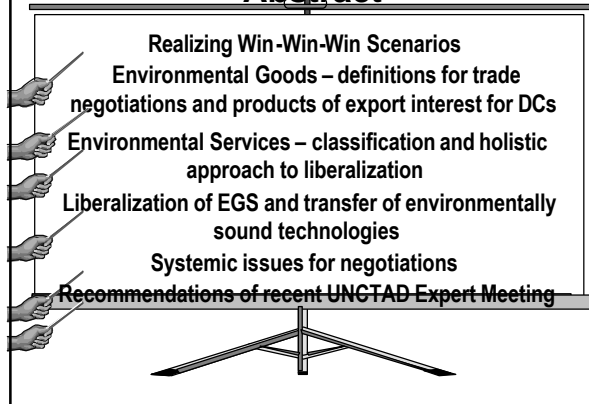 Abstract
Realizing Win-Win-Win Scenarios
Environmental Goods – definitions for trade
negotiations and products of export interest for DCs
Environmental Services – classification and holistic
approach to liberalization
Liberalization of EGS and transfer of environmentally
sound technologies
Systemic issues for negotiations
Recommendations of recent UNCTAD Expert Meeting